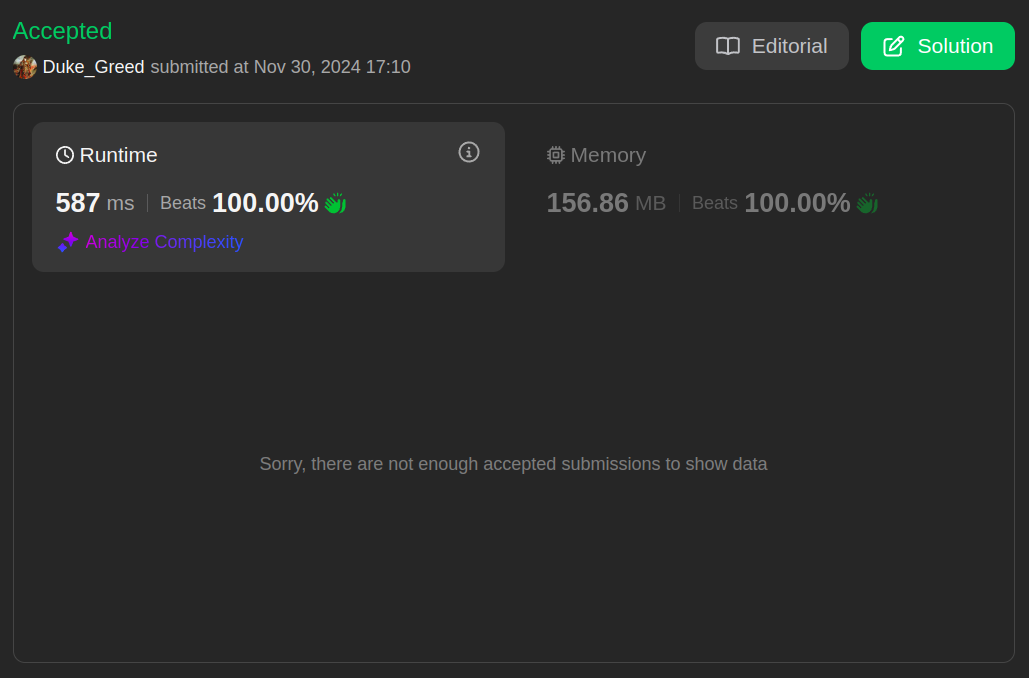 Accepted
Editorial
Solution
Duke_Greed submitted at Nov 30, 2024 17:10
Runtime
587 ms | Beats 100.00%
Analyze Complexity
Memory
156.86 MB | Beats 100.00%
Sorry, there are not enough accepted submissions to show data